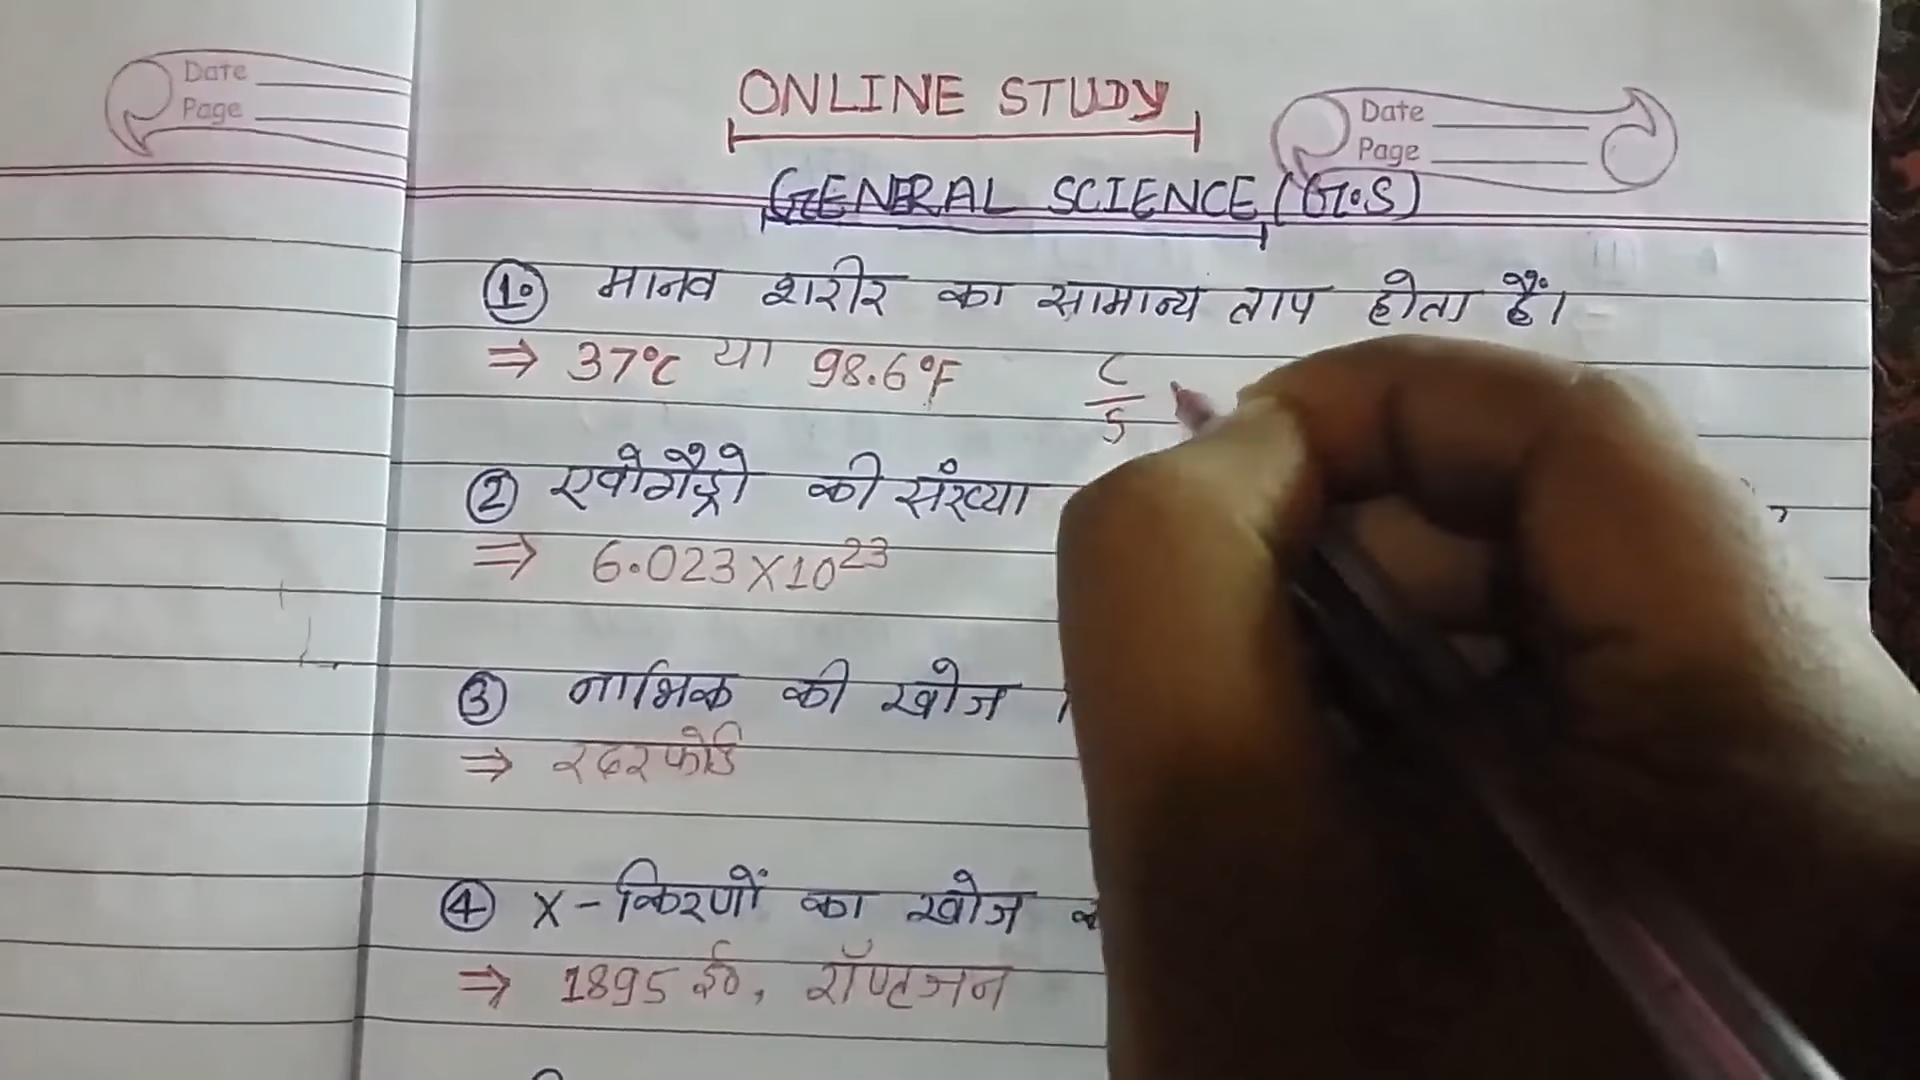 Date
Page
ONLINE STUDY
Date
Page
GENERAL SCIENCE (G.S)
① मानव शरीर का सामान्य ताप होता हैं।
⇒ 37°C या 98.6°F C/5
② एवोगैड्रो की संख्या
⇒ 6.023×10²³
③ नाभिक की खोज
⇒ रदरफोर्ड
④ X-किरणों का खोज
⇒ 1895 ई०, रॉण्टजन